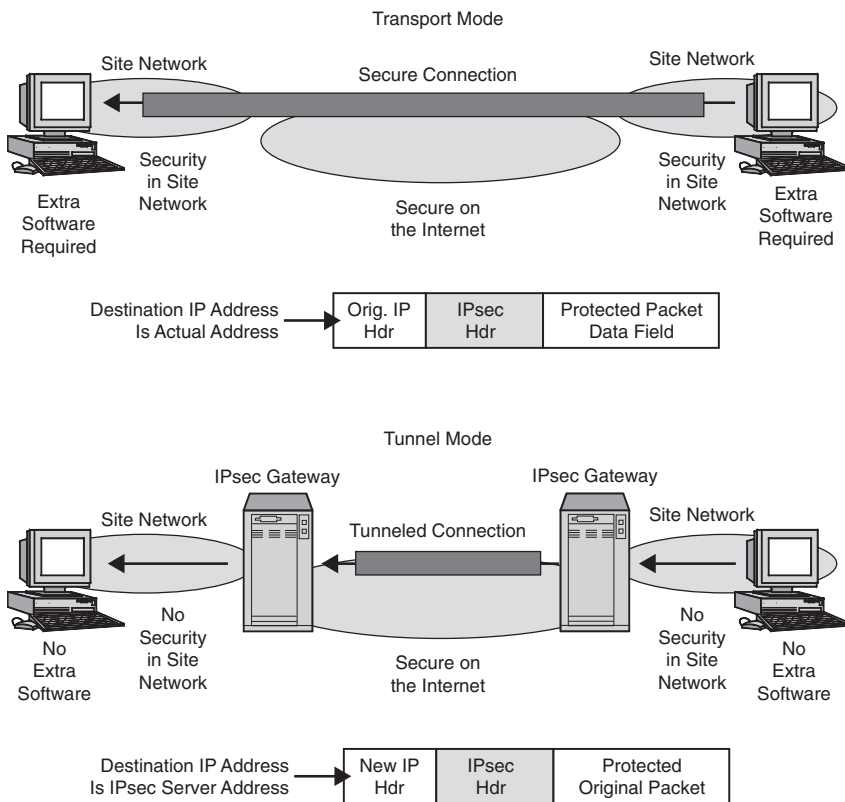 Transport Mode
Site Network
Secure Connection
Site Network
Security
in Site
Network
Security
in Site
Network
Extra
Software
Required
Secure on
the Internet
Extra
Software
Required
Destination IP Address
Is Actual Address
Orig. IP
Hdr
IPsec
Hdr
Protected Packet
Data Field
Tunnel Mode
IPsec Gateway
IPsec Gateway
Site Network
Tunneled Connection
Site Network
No
Security
in Site
Network
No
Security
in Site
Network
No
Extra
Software
Secure on
the Internet
No
Extra
Software
Destination IP Address
Is IPsec Server Address
New IP
Hdr
IPsec
Hdr
Protected
Original Packet